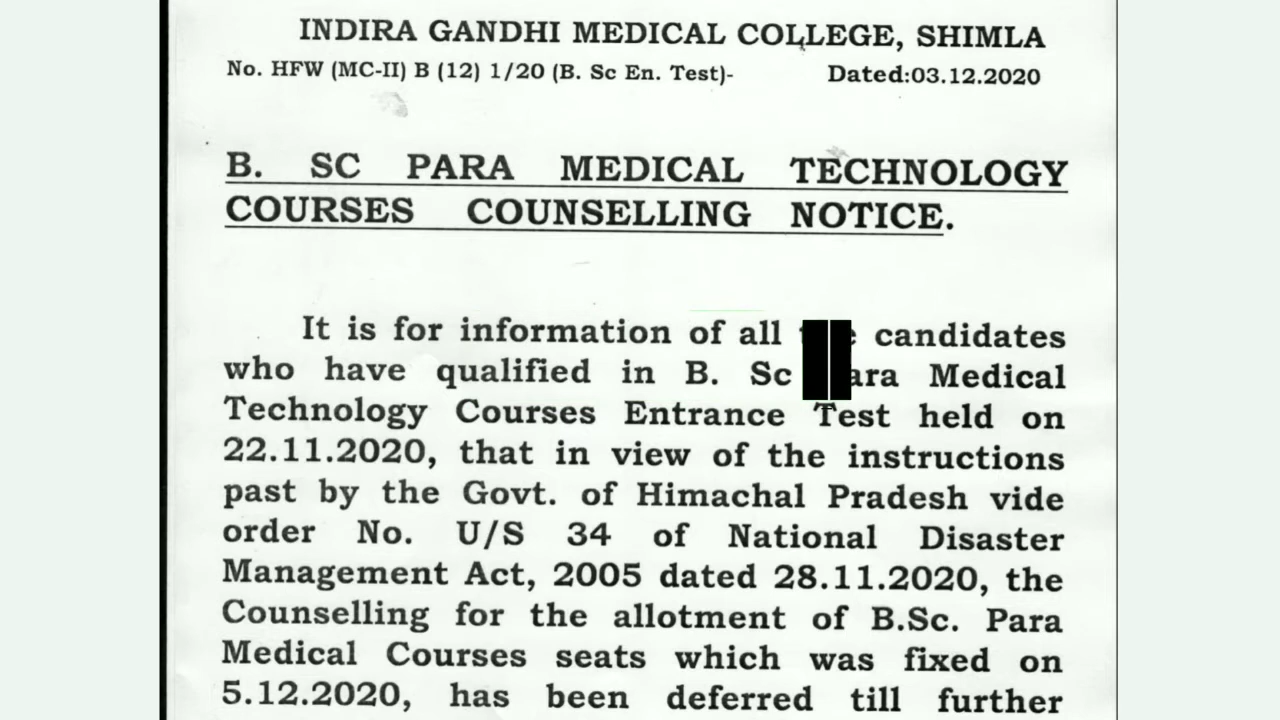 INDIRA GANDHI MEDICAL COLLEGE, SHIMLA
No. HFW (MC-II) B (12) 1/20 (B. Sc En. Test)- Dated:03.12.2020
B. SC PARA MEDICAL TECHNOLOGY
COURSES COUNSELLING NOTICE.
It is for information of all candidates
who have qualified in B. Sc Medical
Technology Courses Entrance Test held on
22.11.2020, that in view of the instructions
past by the Govt. of Himachal Pradesh vide
order No. U/S 34 of National Disaster
Management Act, 2005 dated 28.11.2020, the
Counselling for the allotment of B.Sc. Para
Medical Courses seats which was fixed on
5.12.2020, has been deferred till further